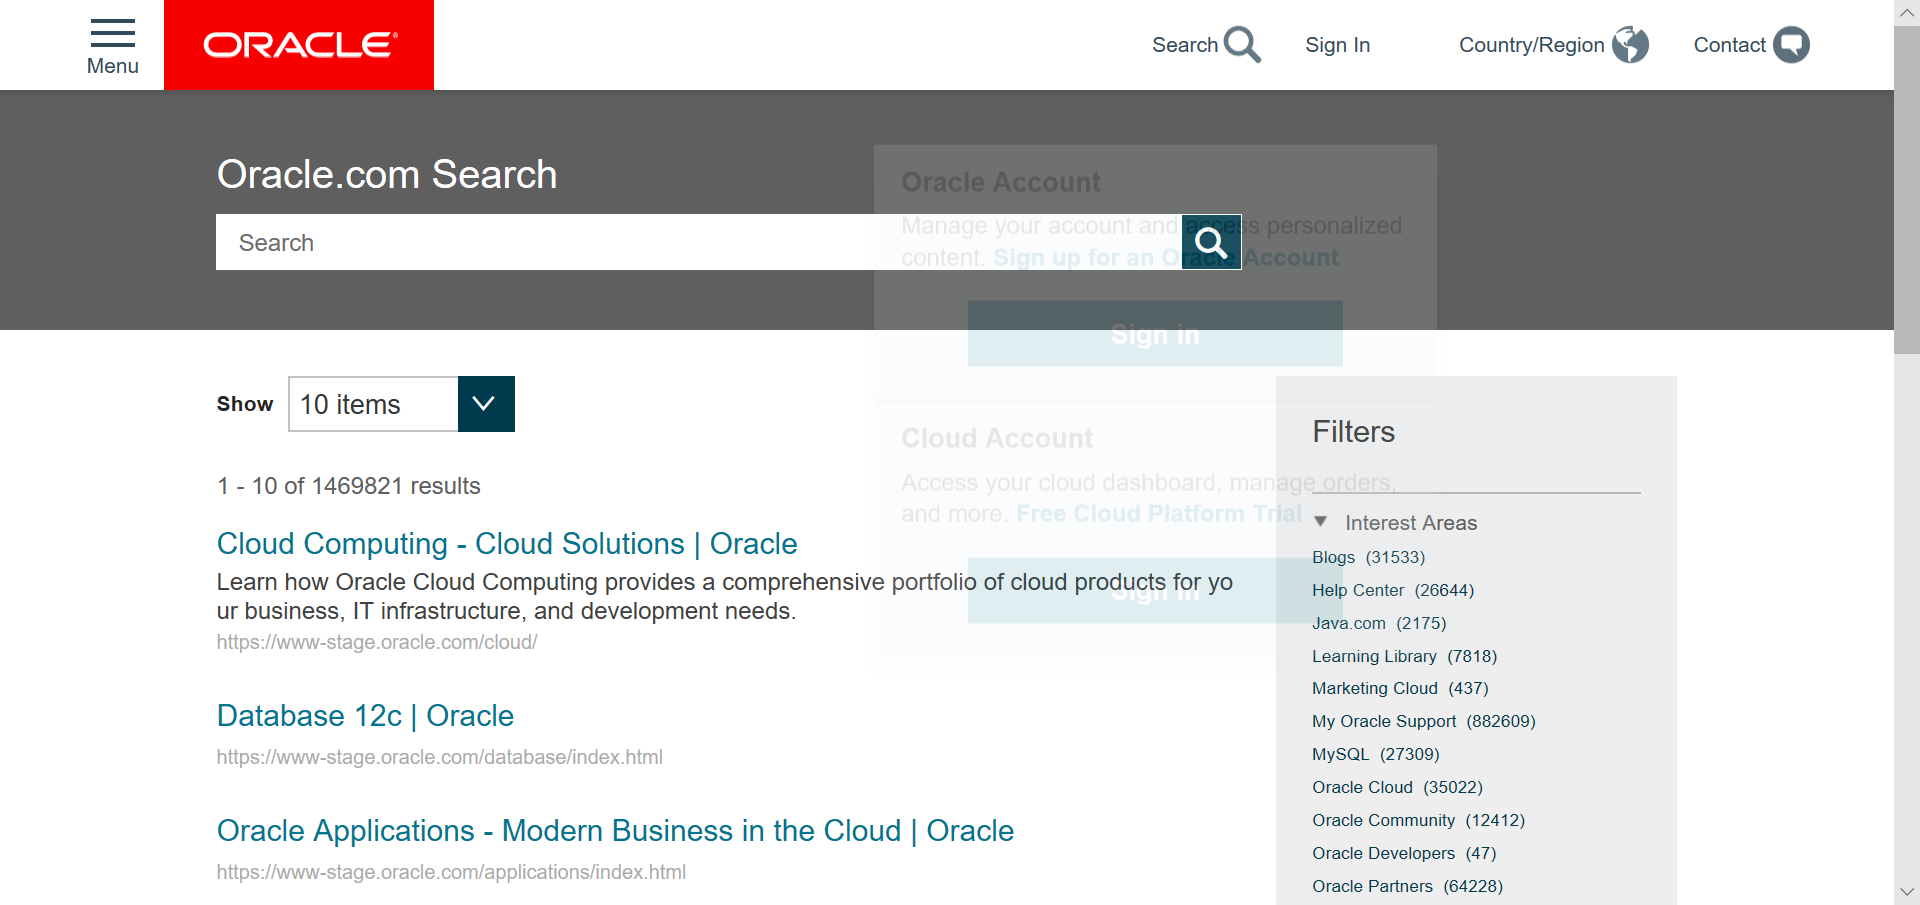 Menu
ORACLE
Search
Sign In
Country/Region
Contact
Oracle.com Search
Search
Oracle Account
Manage your account and access personalized
content. Sign up for an Oracle Account
Sign in
Cloud Account
Access your cloud dashboard, manage orders,
and more. Free Cloud Platform Trial
Sign in
Show
10 items
1 - 10 of 1469821 results
Cloud Computing - Cloud Solutions | Oracle
Learn how Oracle Cloud Computing provides a comprehensive portfolio of cloud products for yo
ur business, IT infrastructure, and development needs.
https://www-stage.oracle.com/cloud/
Database 12c | Oracle
https://www-stage.oracle.com/database/index.html
Oracle Applications - Modern Business in the Cloud | Oracle
https://www-stage.oracle.com/applications/index.html
Filters
Interest Areas
Blogs (31533)
Help Center (26644)
Java.com (2175)
Learning Library (7818)
Marketing Cloud (437)
My Oracle Support (882609)
MySQL (27309)
Oracle Cloud (35022)
Oracle Community (12412)
Oracle Developers (47)
Oracle Partners (64228)